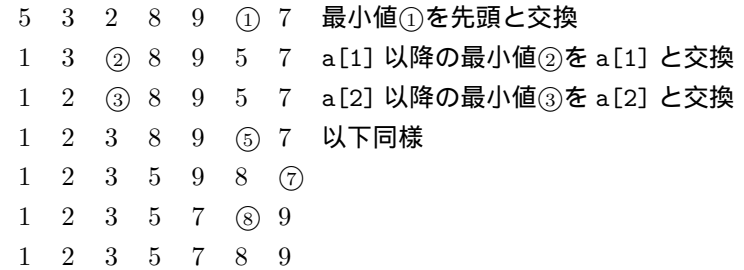 5 3 2 8 9 ① 7 最小値①を先頭と交換
1 3 ② 8 9 5 7 a[1] 以降の最小値②を a[1] と交換
1 2 ③ 8 9 5 7 a[2] 以降の最小値③を a[2] と交換
1 2 3 8 9 ⑤ 7 以下同様
1 2 3 5 9 8 ⑦
1 2 3 5 7 ⑧ 9
1 2 3 5 7 8 9